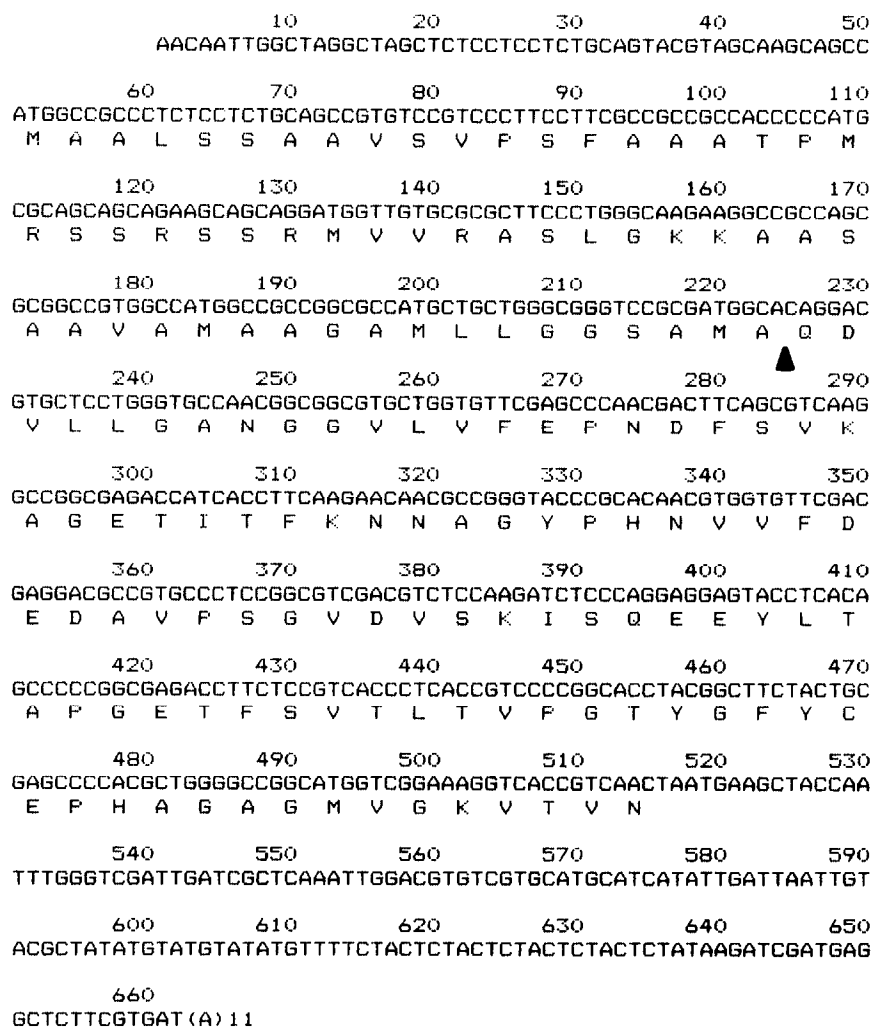 10 20 30 40 50
AACAATTGGCTAGGCTAGCTCTCCTCCTCTGCAGTACGTAGCAAGCAGCC
60 70 80 90 100 110
ATGGCCGCCCTCTCCTCTGCAGCCGTGTCCGTCCCTTCCTTCGCCGCCGCCACCCCCATG
M A A L S S A A V S V P S F A A A T P M
120 130 140 150 160 170
CGCAGCAGCAGAAGCAGCAGGATGGTTGTGCGCGCTTCCCTGGGCAAGAAGGCCGCCAGC
R S S R S S R M V V R A S L G K K A A S
180 190 200 210 220 230
GCGGCCGTGGCCATGGCCGCCGGCGCCATGCTGCTGGGCGGGTCCGCGATGGCACAGGAC
A A V A M A A G A M L L G G S A M A Q D
240 250 260 270 280 290
GTGCTCCTGGGTGCCAACGGCGGCGTGCTGGTGTTCGAGCCCAACGACTTCAGCGTCAAG
V L L G A N G G V L V F E P N D F S V K
300 310 320 330 340 350
GCCGGCGAGACCATCACCTTCAAGAACAACGCCGGGTACCCGCACAACGTGGTGTTCGAC
A G E T I T F K N N A G Y P H N V V F D
360 370 380 390 400 410
GAGGACGCCGTGCCCTCCGGCGTCGACGTCTCCAAGATCTCCCAGGAGGAGTACCTCACA
E D A V P S G V D V S K I S Q E E Y L T
420 430 440 450 460 470
GCCCCCGGCGAGACCTTCTCCGTCACCCTCACCGTCCCCGGCACCTACGGCTTCTACTGC
A P G E T F S V T L T V P G T Y G F Y C
480 490 500 510 520 530
GAGCCCCACGCTGGGGCCGGCATGGTCGGAAAGGTCACCGTCAACTAATGAAGCTACCAA
E P H A G A G M V G K V T V N
540 550 560 570 580 590
TTTGGGTCGATTGATCGCTCAAATTGGACGTGTCGTGCATGCATCATATTGATTAATTGT
600 610 620 630 640 650
ACGCTATATGTATGTATATGTTTTCTACTCTACTCTACTCTACTCTATAAGATCGATGAG
660
GCTCTTCGTGAT(A)11